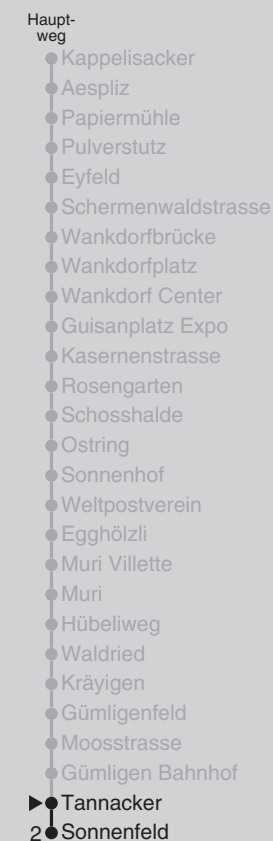 Haupt-
weg
Kappelisacker
Aespliz
Papiermühle
Pulverstutz
Eyfeld
Schermenwaldstrasse
Wankdorfbrücke
Wankdorfplatz
Wankdorf Center
Guisanplatz Expo
Kasernenstrasse
Rosengarten
Schosshalde
Ostring
Sonnenhof
Weltpostverein
Egghölzli
Muri Villette
Muri
Hübeliweg
Waldried
Kräyigen
Gümligenfeld
Moosstrasse
Gümligen Bahnhof
Tannacker
2 Sonnenfeld